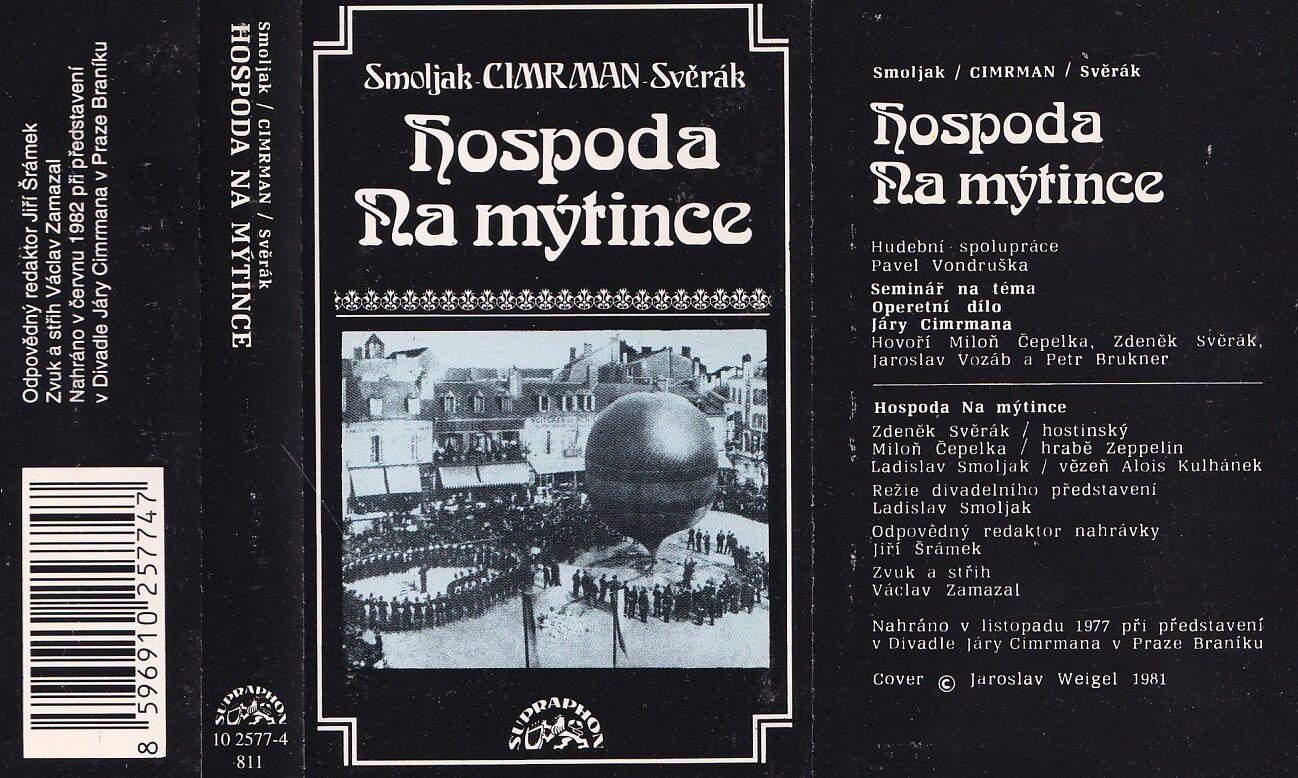 Odpovědný redaktor Jiří Šrámek
Zvuk a střih Václav Zamazal
Nahráno v červnu 1982 při představení
v Divadle Járy Cimrmana v Praze Braníku
8 596910 257747
Smoljak / CIMRMAN / Svěrák
HOSPODA NA MÝTINCE
SUPRAPHON
10 2577-4
811
Smoljak-CIMRMAN-Svěrák
Hospoda
Na mýtince
SUPRAPHON
Smoljak / CIMRMAN / Svěrák
Hospoda
Na mýtince
Hudební spolupráce
Pavel Vondruška
Seminář na téma
Operetní dílo
Járy Cimrmana
Hovoří Miloň Čepelka, Zdeněk Svěrák,
Jaroslav Vozáb a Petr Brukner
Hospoda Na mýtince
Zdeněk Svěrák / hostinský
Miloň Čepelka / hrabě Zeppelin
Ladislav Smoljak / vězeň Alois Kulhánek
Režie divadelního představení
Ladislav Smoljak
Odpovědný redaktor nahrávky
Jiří Šrámek
Zvuk a střih
Václav Zamazal
Nahráno v listopadu 1977 při představení
v Divadle Járy Cimrmana v Praze Braníku
Cover © Jaroslav Weigel 1981